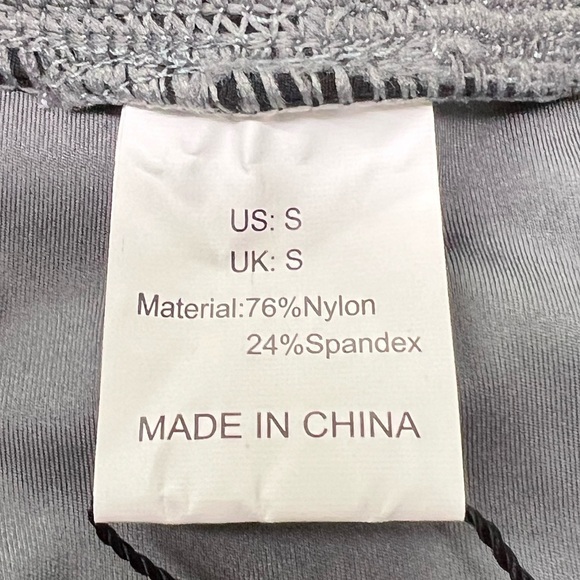 US: S
UK: S
Material:76%Nylon
24%Spandex
MADE IN CHINA